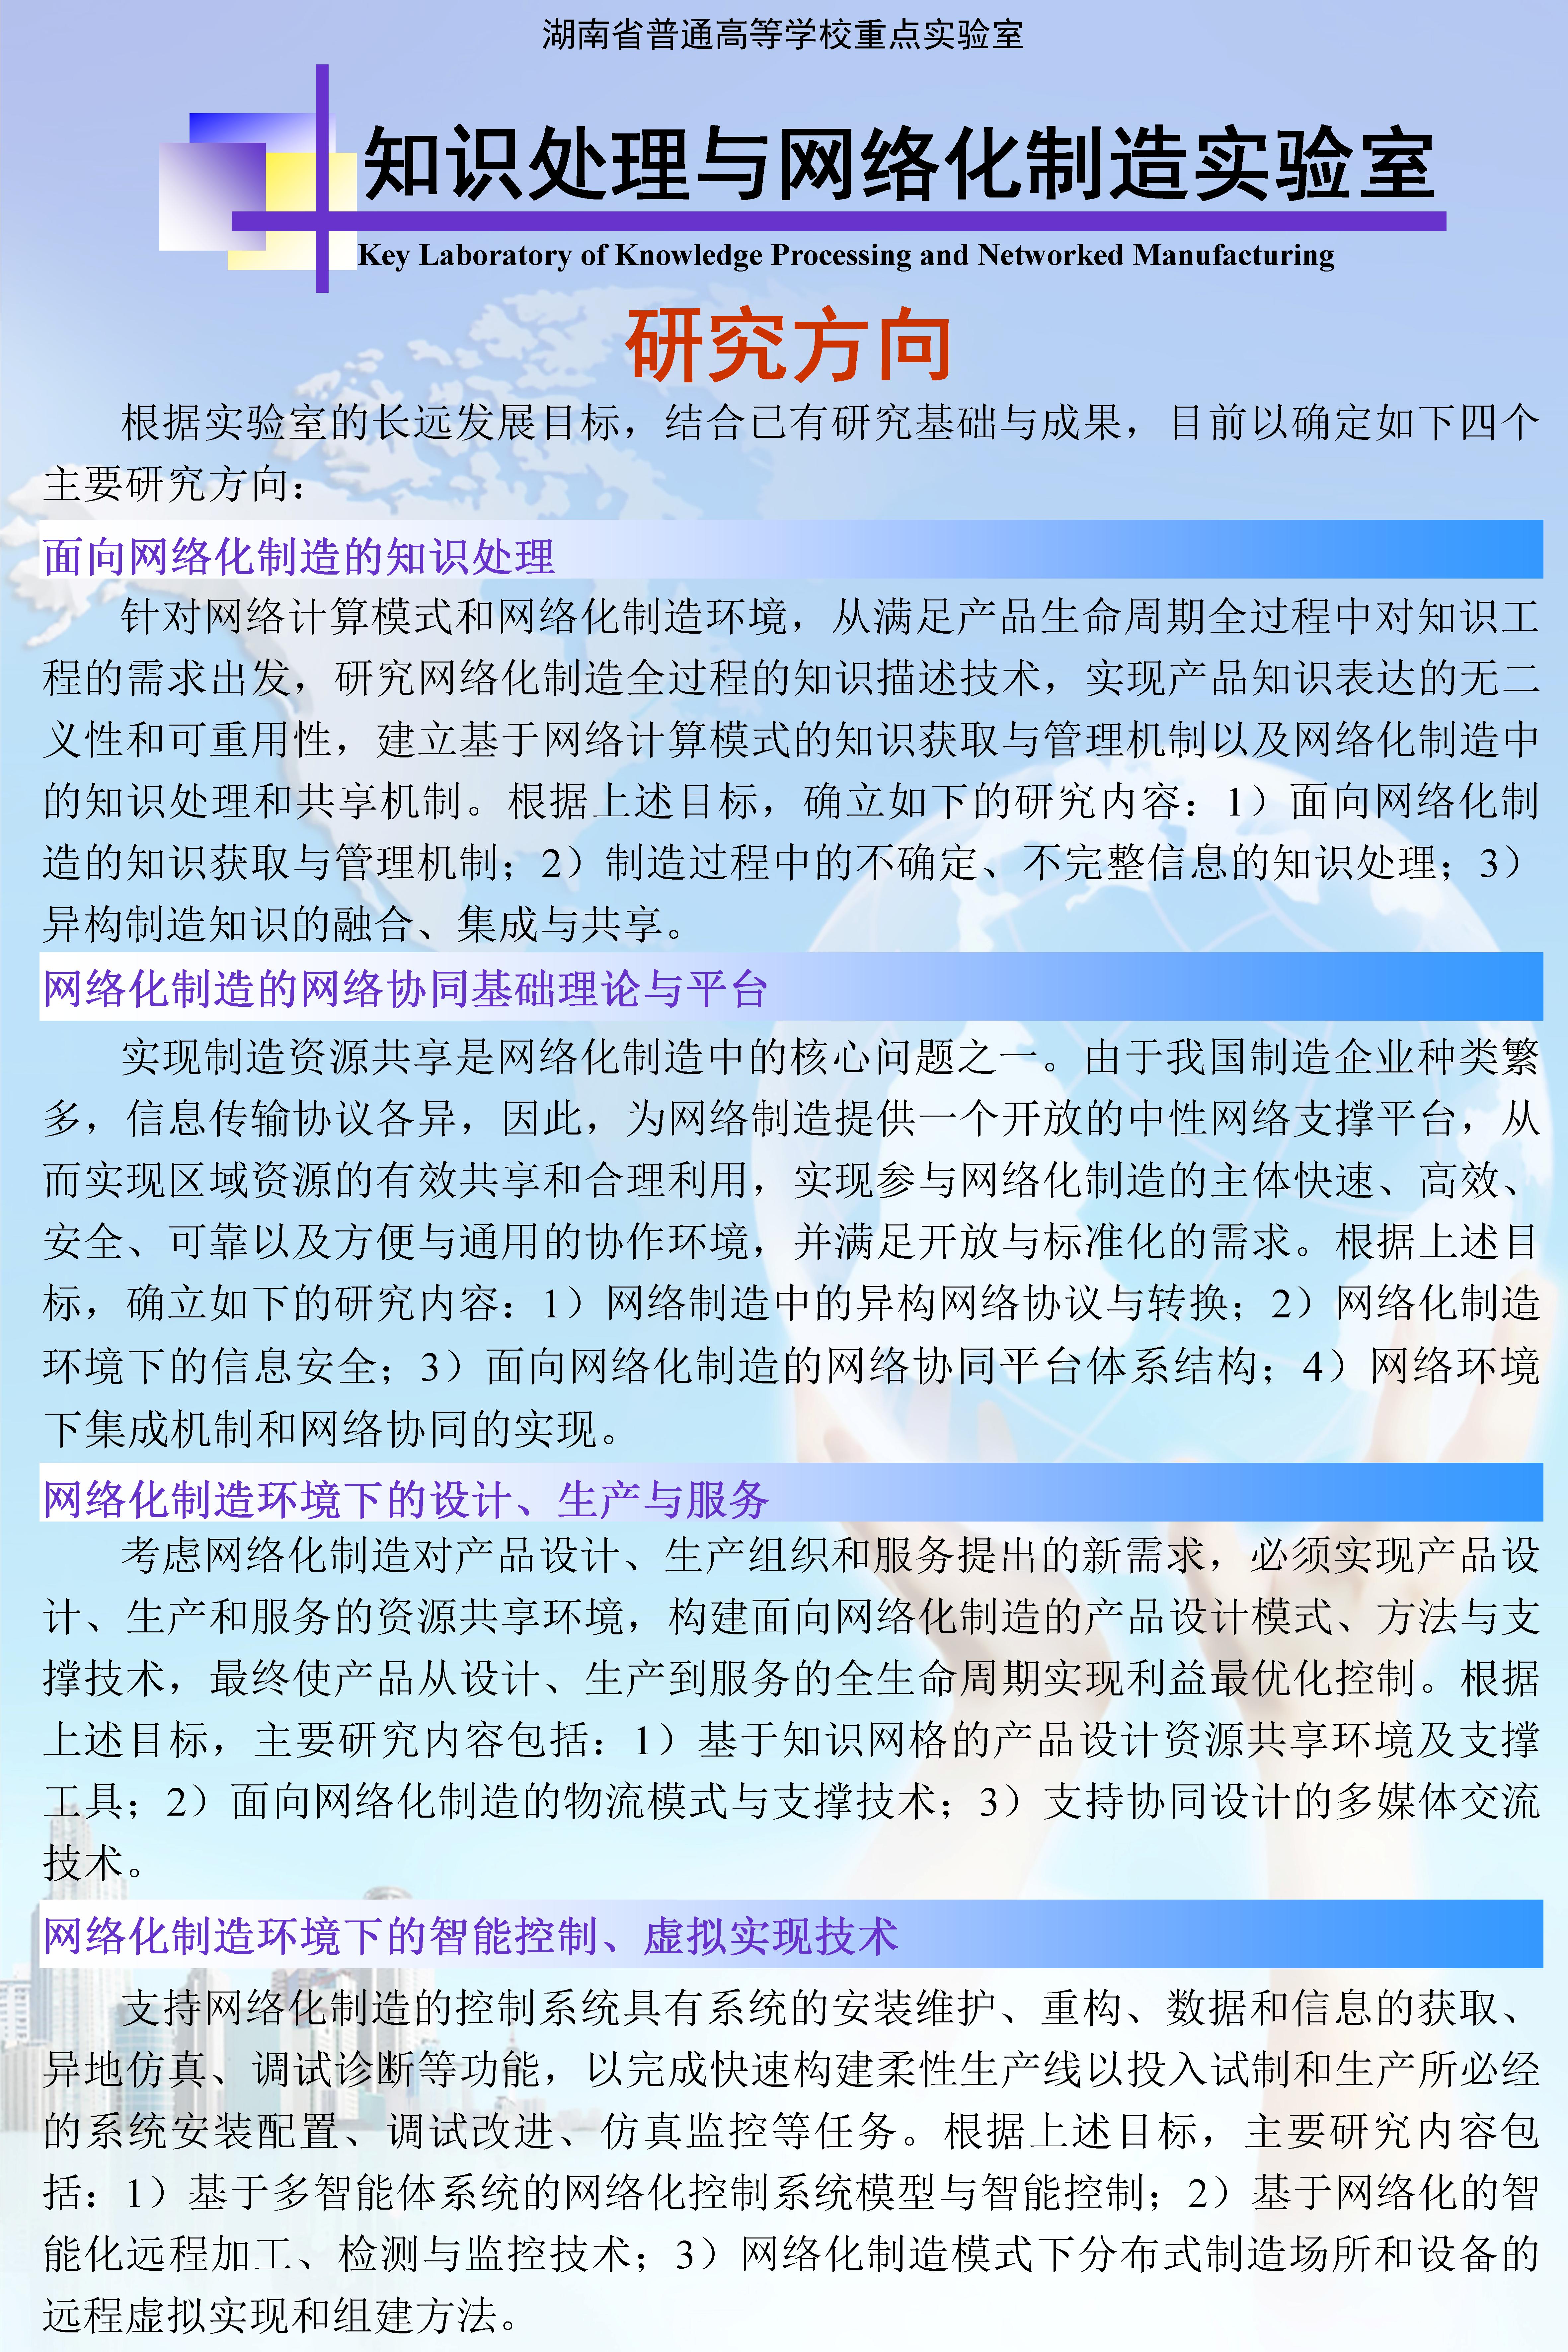 湖南省普通高等学校重点实验室
知识处理与网络化制造实验室
Key Laboratory of Knowledge Processing and Networked Manufacturing
研究方向
根据实验室的长远发展目标，结合已有研究基础与成果，目前以确定如下四个
主要研究方向：
面向网络化制造的知识处理
针对网络计算模式和网络化制造环境，从满足产品生命周期全过程中对知识工
程的需求出发，研究网络化制造全过程的知识描述技术，实现产品知识表达的无二
义性和可重用性，建立基于网络计算模式的知识获取与管理机制以及网络化制造中
的知识处理和共享机制。根据上述目标，确立如下的研究内容：1）面向网络化制
造的知识获取与管理机制；2）制造过程中的不确定、不完整信息的知识处理；3）
异构制造知识的融合、集成与共享。
网络化制造的网络协同基础理论与平台
实现制造资源共享是网络化制造中的核心问题之一。由于我国制造企业种类繁
多，信息传输协议各异，因此，为网络制造提供一个开放的中性网络支撑平台，从
而实现区域资源的有效共享和合理利用，实现参与网络化制造的主体快速、高效、
安全、可靠以及方便与通用的协作环境，并满足开放与标准化的需求。根据上述目
标，确立如下的研究内容：1）网络制造中的异构网络协议与转换；2）网络化制造
环境下的信息安全；3）面向网络化制造的网络协同平台体系结构；4）网络环境
下集成机制和网络协同的实现。
网络化制造环境下的设计、生产与服务
考虑网络化制造对产品设计、生产组织和服务提出的新需求，必须实现产品设
计、生产和服务的资源共享环境，构建面向网络化制造的产品设计模式、方法与支
撑技术，最终使产品从设计、生产到服务的全生命周期实现利益最优化控制。根据
上述目标，主要研究内容包括：1）基于知识网格的产品设计资源共享环境及支撑
工具；2）面向网络化制造的物流模式与支撑技术；3）支持协同设计的多媒体交流
技术。
网络化制造环境下的智能控制、虚拟实现技术
支持网络化制造的控制系统具有系统的安装维护、重构、数据和信息的获取、
异地仿真、调试诊断等功能，以完成快速构建柔性生产线以投入试制和生产所必经
的系统安装配置、调试改进、仿真监控等任务。根据上述目标，主要研究内容包
括：1）基于多智能体系统的网络化控制系统模型与智能控制；2）基于网络化的智
能化远程加工、检测与监控技术；3）网络化制造模式下分布式制造场所和设备的
远程虚拟实现和组建方法。